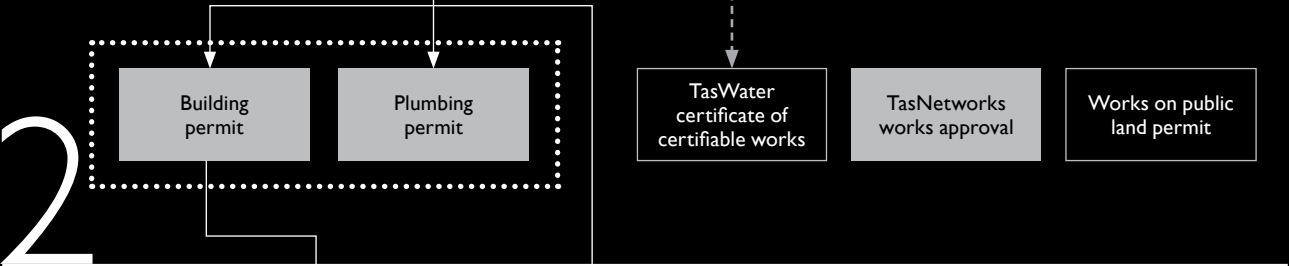 Building
permit
Plumbing
permit
TasWater
certificate of
certifiable works
TasNetworks
works approval
Works on public
land permit
2